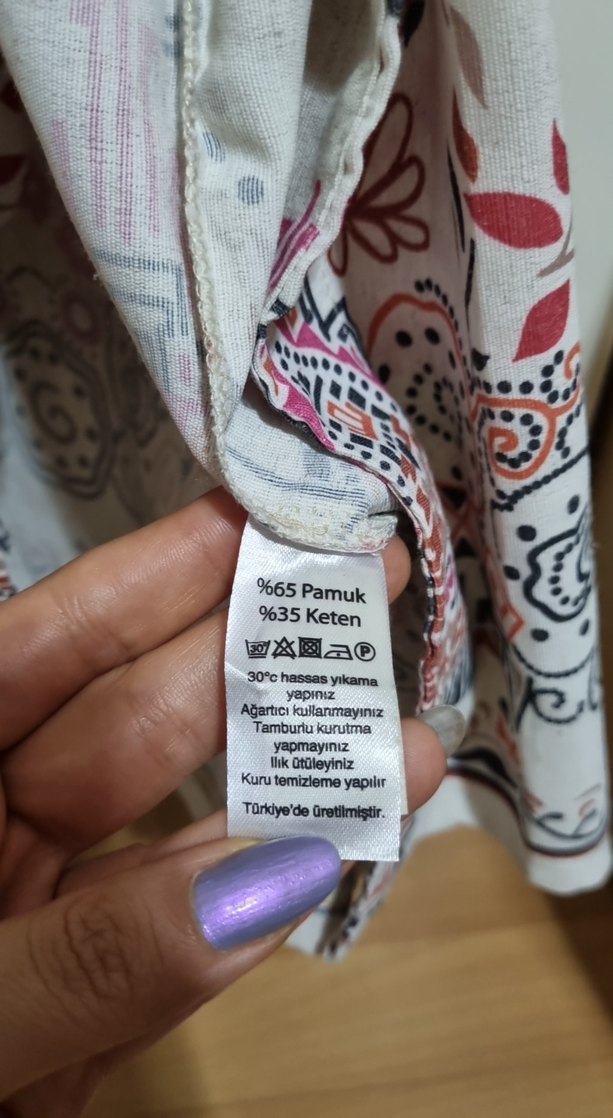 %65 Pamuk
%35 Keten
30° P
30°c hassas yıkama
yapınız
Ağartıcı kullanmayınız
Tamburlu kurutma
yapmayınız
Ilık ütüleyiniz
Kuru temizleme yapılır
Türkiye'de üretilmiştir.